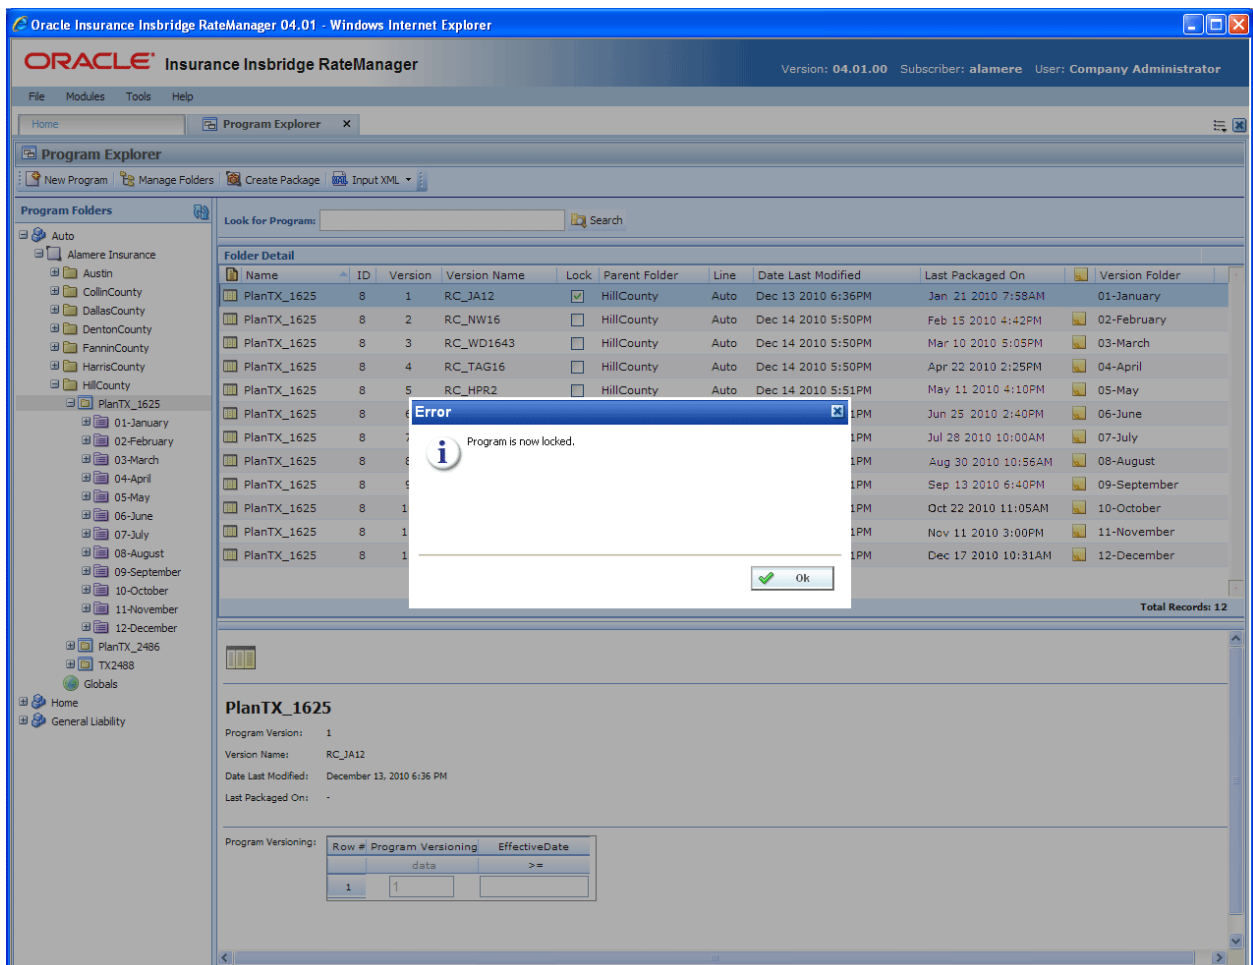 Oracle Insurance Insbridge RateManager 04.01 - Windows Internet Explorer
ORACLE Insurance Insbridge RateManager
Version: 04.01.00 Subscriber: alamere User: Company Administrator
File Modules Tools Help
Home Program Explorer
Program Explorer
New Program Manage Folders Create Package Input XML
Program Folders
Auto
Alamere Insurance
Austin
CollinCounty
DallasCounty
DentonCounty
FanninCounty
HarrisCounty
HillCounty
PlanTX_1625
01-January
02-February
03-March
04-April
05-May
06-June
07-July
08-August
09-September
10-October
11-November
12-December
PlanTX_2486
TX2488
Globals
Home
General Liability
Look for Program: Search
Folder Detail
Name ID Version Version Name Lock Parent Folder Line Date Last Modified Last Packaged On Version Folder
PlanTX_1625 8 1 RC_JA12 HillCounty Auto Dec 13 2010 6:36PM Jan 21 2010 7:58AM 01-January
PlanTX_1625 8 2 RC_NW16 HillCounty Auto Dec 14 2010 5:50PM Feb 15 2010 4:42PM 02-February
PlanTX_1625 8 3 RC_WD1643 HillCounty Auto Dec 14 2010 5:50PM Mar 10 2010 5:05PM 03-March
PlanTX_1625 8 4 RC_TAG16 HillCounty Auto Dec 14 2010 5:50PM Apr 22 2010 2:25PM 04-April
PlanTX_1625 8 5 RC_HPR2 HillCounty Auto Dec 14 2010 5:51PM May 11 2010 4:10PM 05-May
PlanTX_1625 8 1PM Jun 25 2010 2:40PM 06-June
PlanTX_1625 8 1PM Jul 28 2010 10:00AM 07-July
PlanTX_1625 8 1PM Aug 30 2010 10:56AM 08-August
PlanTX_1625 8 1PM Sep 13 2010 6:40PM 09-September
PlanTX_1625 8 1PM Oct 22 2010 11:05AM 10-October
PlanTX_1625 8 1PM Nov 11 2010 3:00PM 11-November
PlanTX_1625 8 1PM Dec 17 2010 10:31AM 12-December
Total Records: 12
Error
Program is now locked.
Ok
PlanTX_1625
Program Version: 1
Version Name: RC_JA12
Date Last Modified: December 13, 2010 6:36 PM
Last Packaged On: -
Program Versioning:
Row # Program Versioning EffectiveDate
data >=
1 1